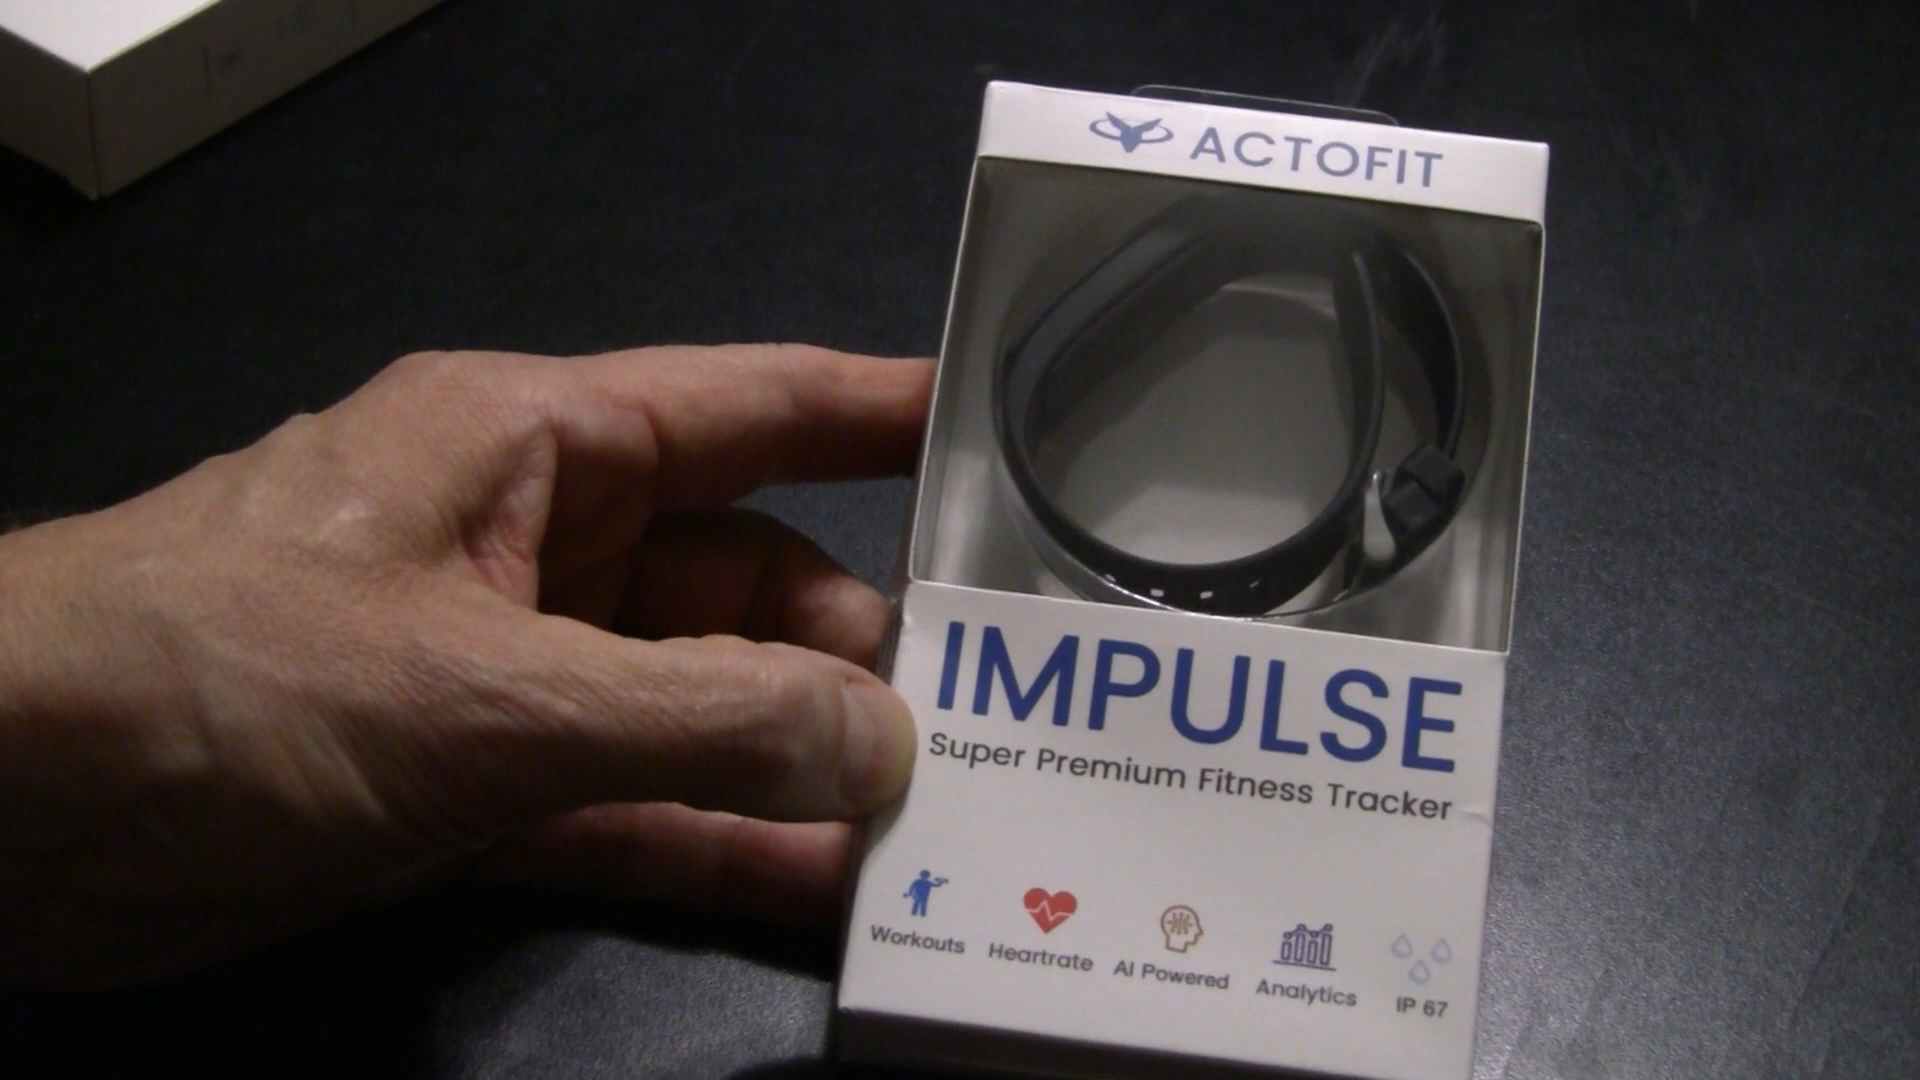 ACTOFIT
IMPULSE
Super Premium Fitness Tracker
Workouts
Heartrate
AI Powered
Analytics
IP 67